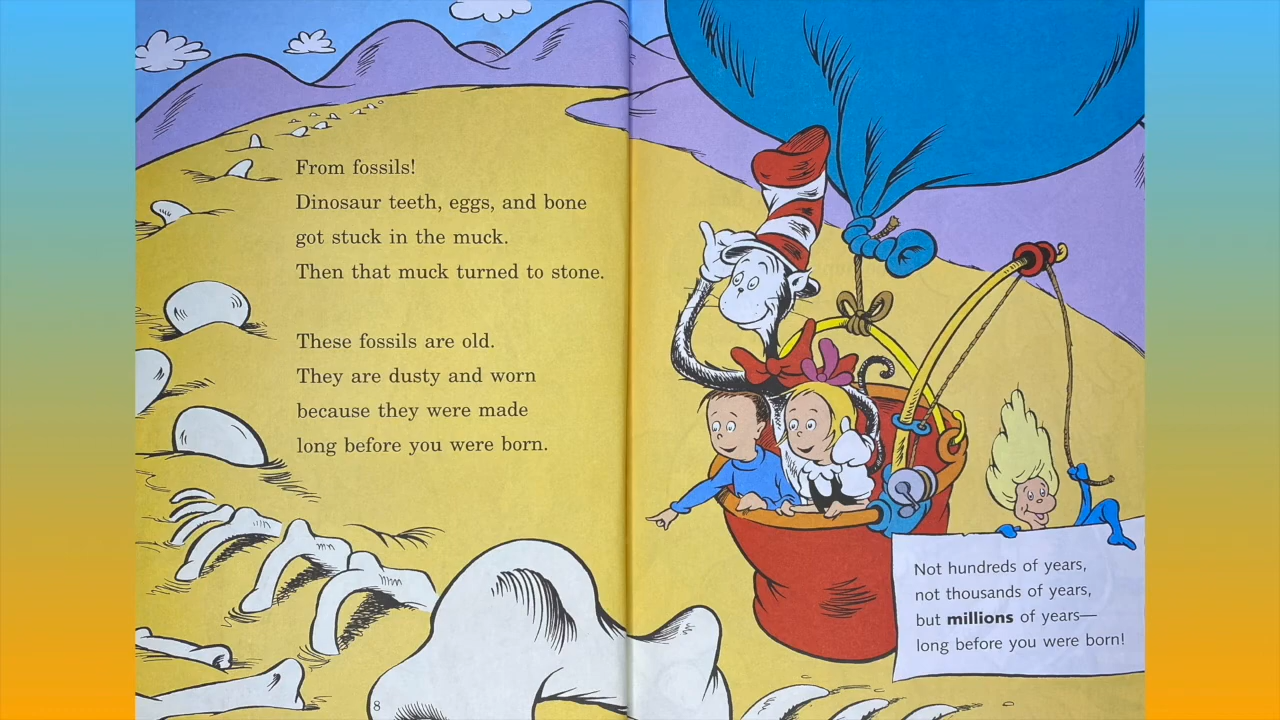 From fossils!
Dinosaur teeth, eggs, and bone
got stuck in the muck.
Then that muck turned to stone.
These fossils are old.
They are dusty and worn
because they were made
long before you were born.
8
Not hundreds of years,
not thousands of years,
but millions of years—
long before you were born!